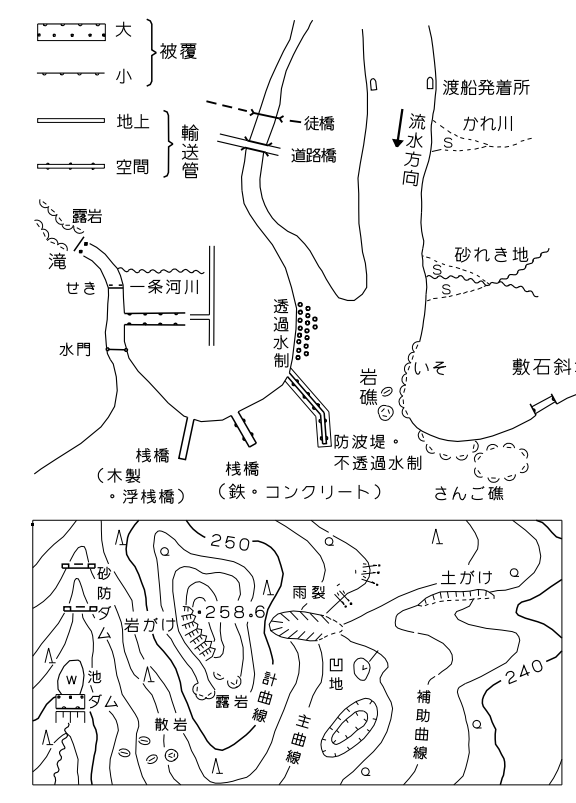 大
被覆
小
地上
輸送管
空間
渡船発着所
徒橋
流水方向
かれ川
S
道路橋
露岩
滝
砂れき地
S
S
せき
一条河川
透過水制
水門
いそ
岩礁
敷石斜
防波堤・
不透過水制
桟橋
(木製
・浮桟橋)
桟橋
(鉄・コンクリート)
さんご礁
250
砂防ダム
雨裂
土がけ
岩がけ
258.6
池
W
ダム
凹地
計曲線
露岩
240
散岩
主曲線
補助曲線